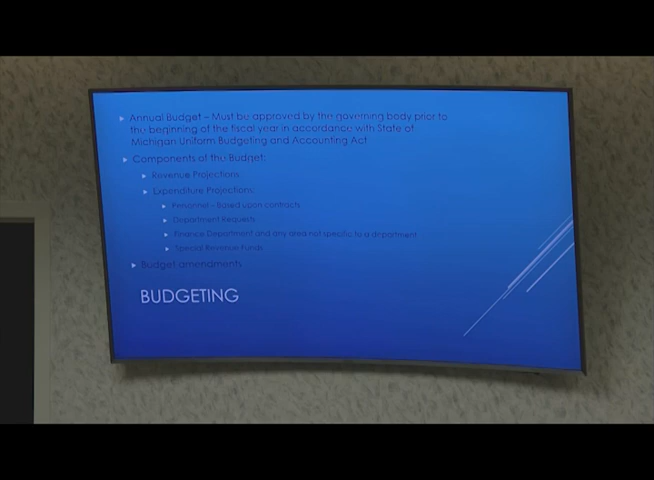 Annual Budget – Must be approved by the governing body prior to
the beginning of the fiscal year in accordance with State of
Michigan Uniform Budgeting and Accounting Act
Components of the Budget:
Revenue Projections
Expenditure Projections:
Personnel – Based upon contracts
Department Requests
Finance Department and any area not specific to a department
Special Revenue Funds
Budget amendments
BUDGETING